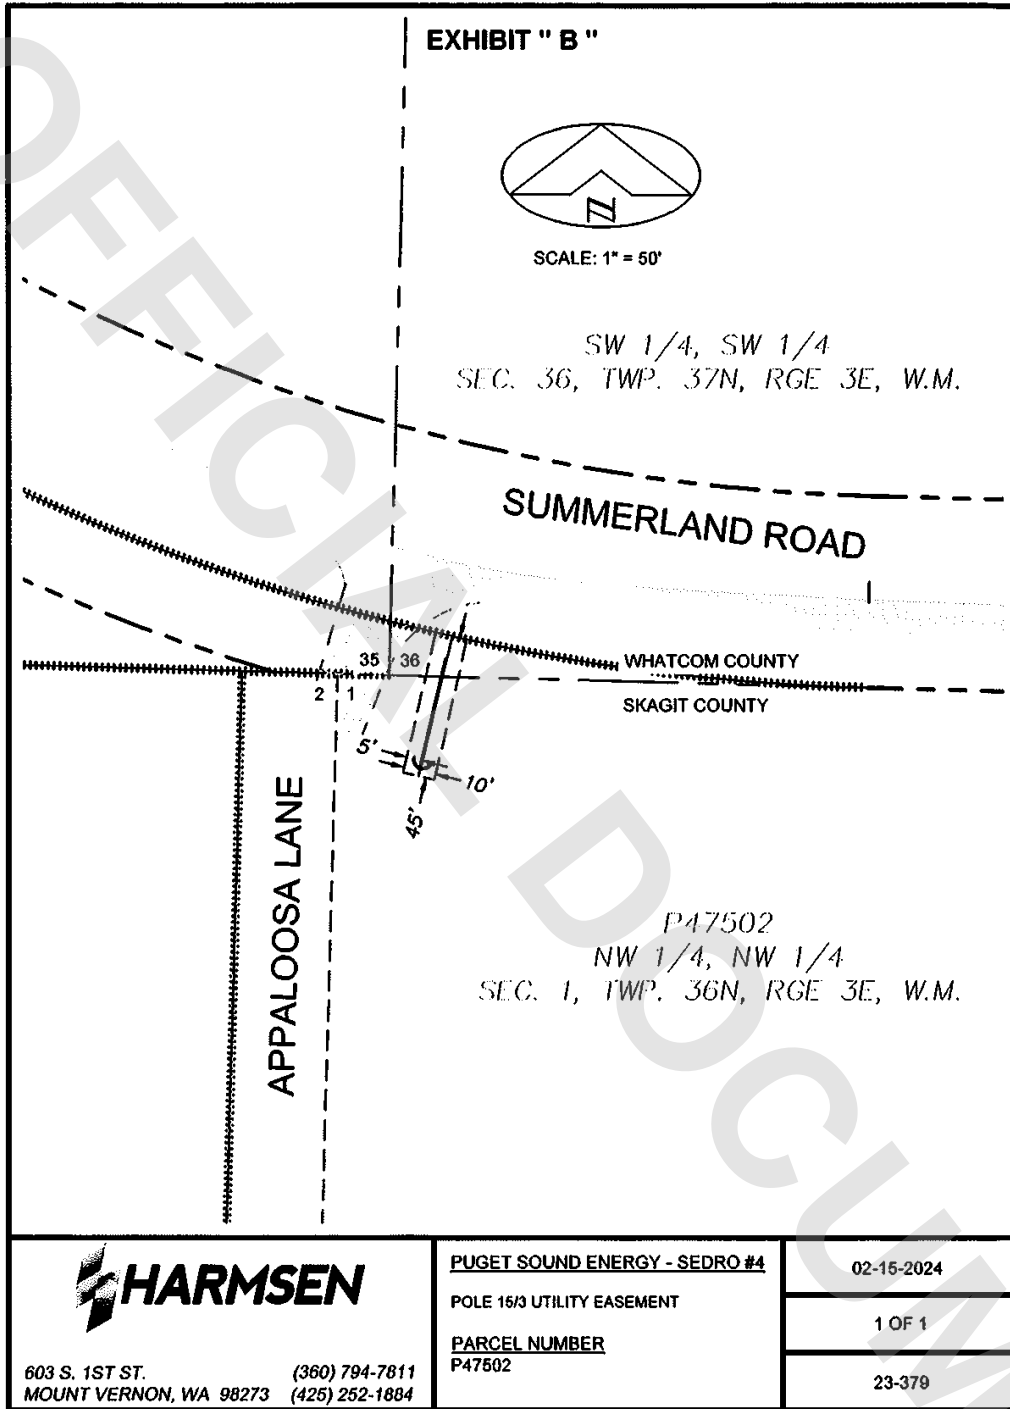 EXHIBIT " B "
N
SCALE: 1" = 50'
SW 1/4, SW 1/4
SEC. 36, TWP. 37N, RGE 3E, W.M.
SUMMERLAND ROAD
35 36
2 1
WHATCOM COUNTY
SKAGIT COUNTY
5'
10'
45'
APPALOOSA LANE
P47502
NW 1/4, NW 1/4
SEC. 1, TWP. 36N, RGE 3E, W.M.
OFFICIAL DOCUM
HARMSEN
603 S. 1ST ST. (360) 794-7811
MOUNT VERNON, WA 98273 (425) 252-1884
PUGET SOUND ENERGY - SEDRO #4
POLE 15/3 UTILITY EASEMENT
PARCEL NUMBER
P47502
02-15-2024
1 OF 1
23-379